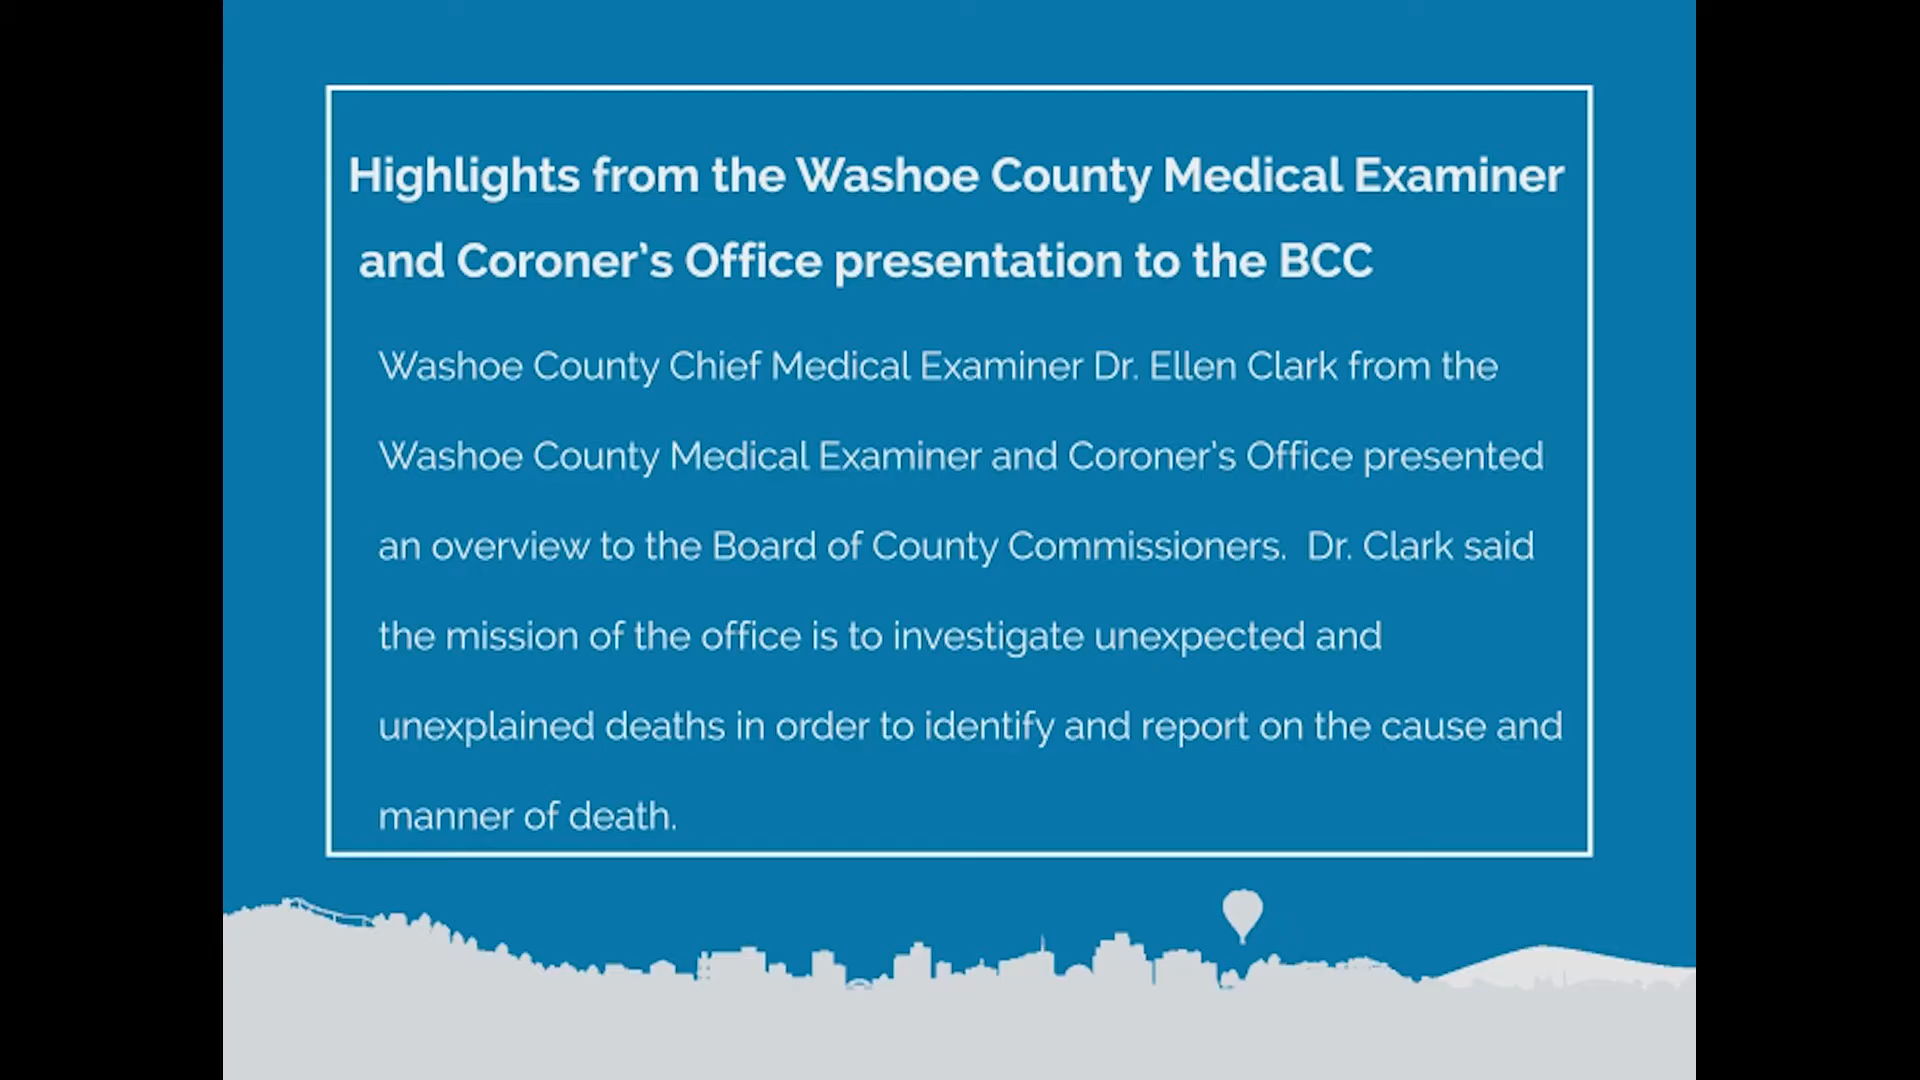 Highlights from the Washoe County Medical Examiner
and Coroner’s Office presentation to the BCC
Washoe County Chief Medical Examiner Dr. Ellen Clark from the
Washoe County Medical Examiner and Coroner’s Office presented
an overview to the Board of County Commissioners.  Dr. Clark said
the mission of the office is to investigate unexpected and
unexplained deaths in order to identify and report on the cause and
manner of death.